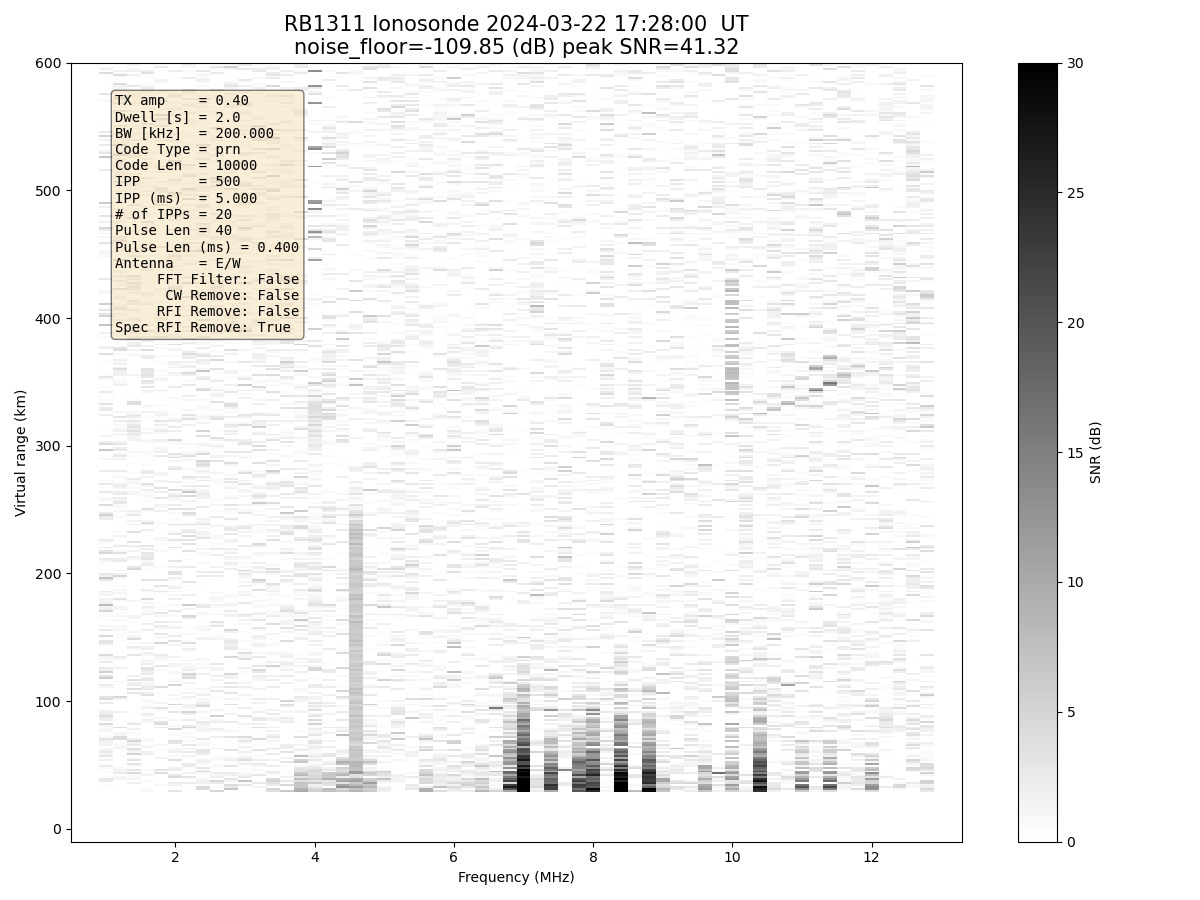 RB1311 Ionosonde 2024-03-22 17:28:00  UT
noise_floor=-109.85 (dB) peak SNR=41.32
TX amp    = 0.40
Dwell [s] = 2.0
BW [kHz]  = 200.000
Code Type = prn
Code Len  = 10000
IPP       = 500
IPP (ms)  = 5.000
# of IPPs = 20
Pulse Len = 40
Pulse Len (ms) = 0.400
Antenna   = E/W
FFT Filter: False
CW Remove: False
RFI Remove: False
Spec RFI Remove: True
600
500
400
300
200
100
0
Virtual range (km)
2
4
6
8
10
12
Frequency (MHz)
30
25
20
15
10
5
0
SNR (dB)